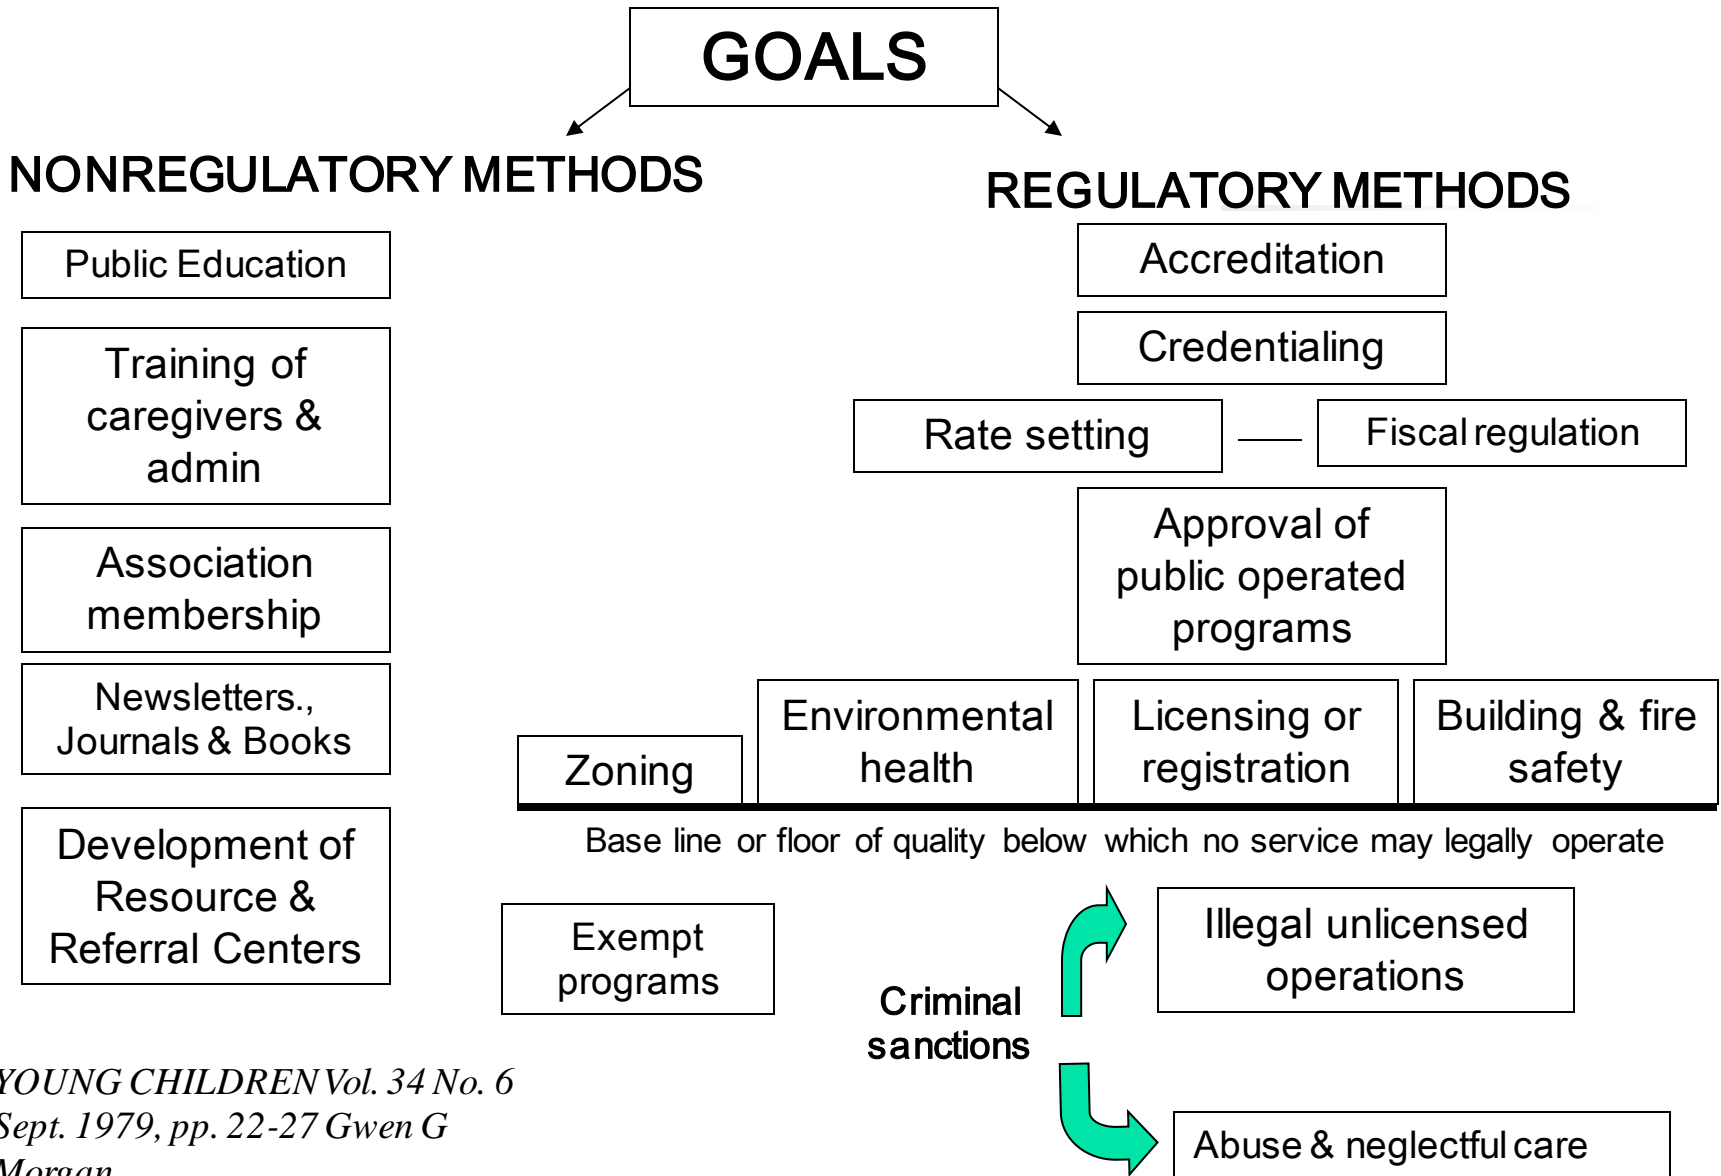 GOALS
NONREGULATORY METHODS
Public Education
Training of
caregivers &
admin
Association
membership
Newsletters.,
Journals & Books
Development of
Resource &
Referral Centers
REGULATORY METHODS
Accreditation
Credentialing
Rate setting
Fiscal regulation
Approval of
public operated
programs
Zoning
Environmental
health
Licensing or
registration
Building & fire
safety
Base line or floor of quality below which no service may legally operate
Exempt
programs
Criminal
sanctions
Illegal unlicensed
operations
Abuse & neglectful care
YOUNG CHILDREN Vol. 34 No. 6
Sept. 1979, pp. 22-27 Gwen G
Morgan